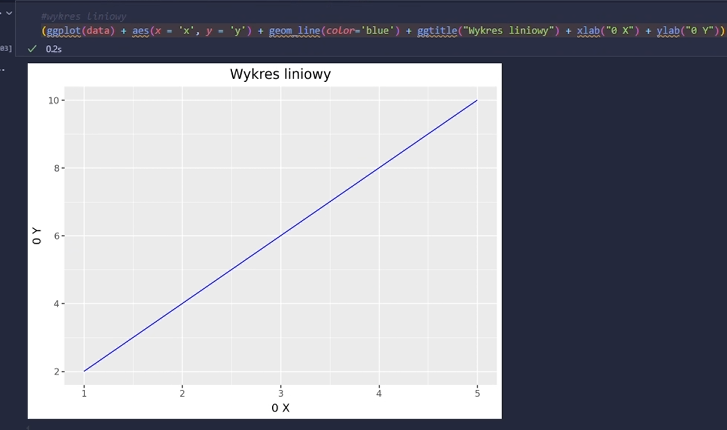 #wykres liniowy
(ggplot(data) + aes(x = 'x', y = 'y') + geom_line(color='blue') + ggtitle("Wykres liniowy") + xlab("0 X") + ylab("0 Y"))
03]
0.2s
Wykres liniowy
10
8
6
4
2
0 Y
1 2 3 4 5
0 X